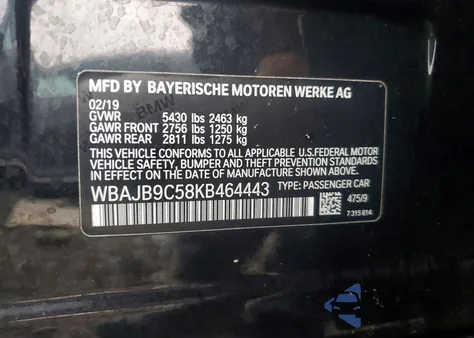 MFD BY BAYERISCHE MOTOREN WERKE AG
02/19
GVWR 5430 lbs 2463 kg
GAWR FRONT 2756 lbs 1250 kg
GAWR REAR 2811 lbs 1275 kg
THIS VEHICLE CONFORMS TO ALL APPLICABLE U.S.FEDERAL MOTOR
VEHICLE SAFETY, BUMPER AND THEFT PREVENTION STANDARDS
IN EFFECT ON THE DATE OF MANUFACTURE SHOWN ABOVE.
WBAJB9C58KB464443 TYPE: PASSENGER CAR
475/9
7 315 814
BMW